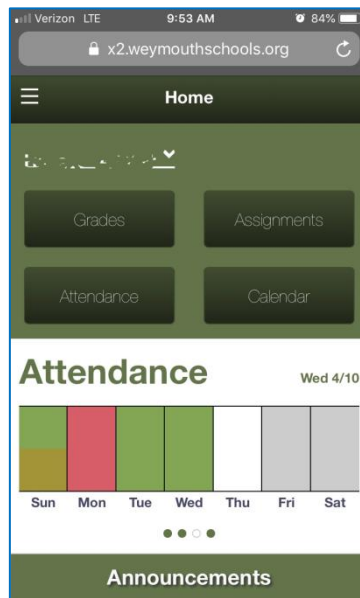 Verizon LTE 9:53 AM 84%
x2.weymouthschools.org
Home
Grades Assignments
Attendance Calendar
Attendance Wed 4/10
Sun Mon Tue Wed Thu Fri Sat
Announcements